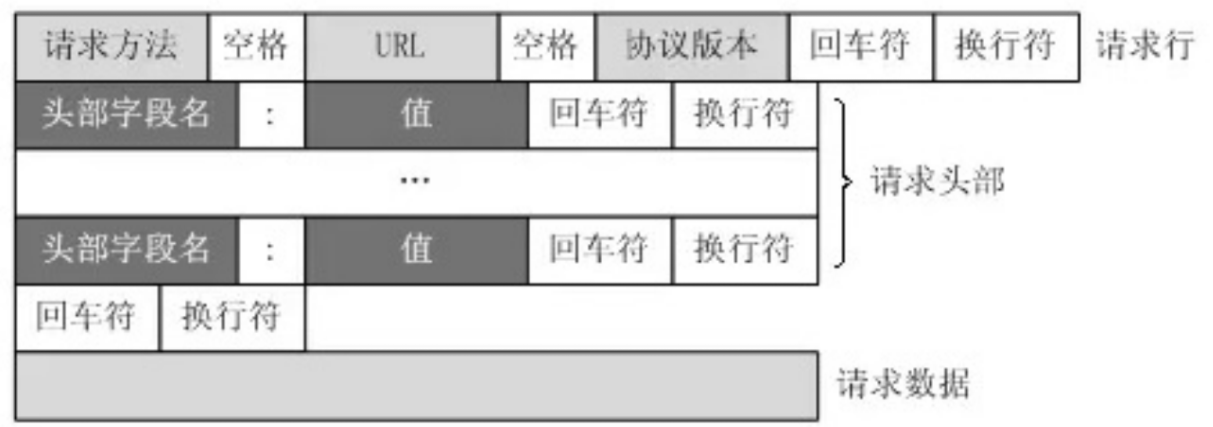 请求方法 空格 URL 空格 协议版本 回车符 换行符 请求行
头部字段名 : 值 回车符 换行符
… 请求头部
头部字段名 : 值 回车符 换行符
回车符 换行符
请求数据